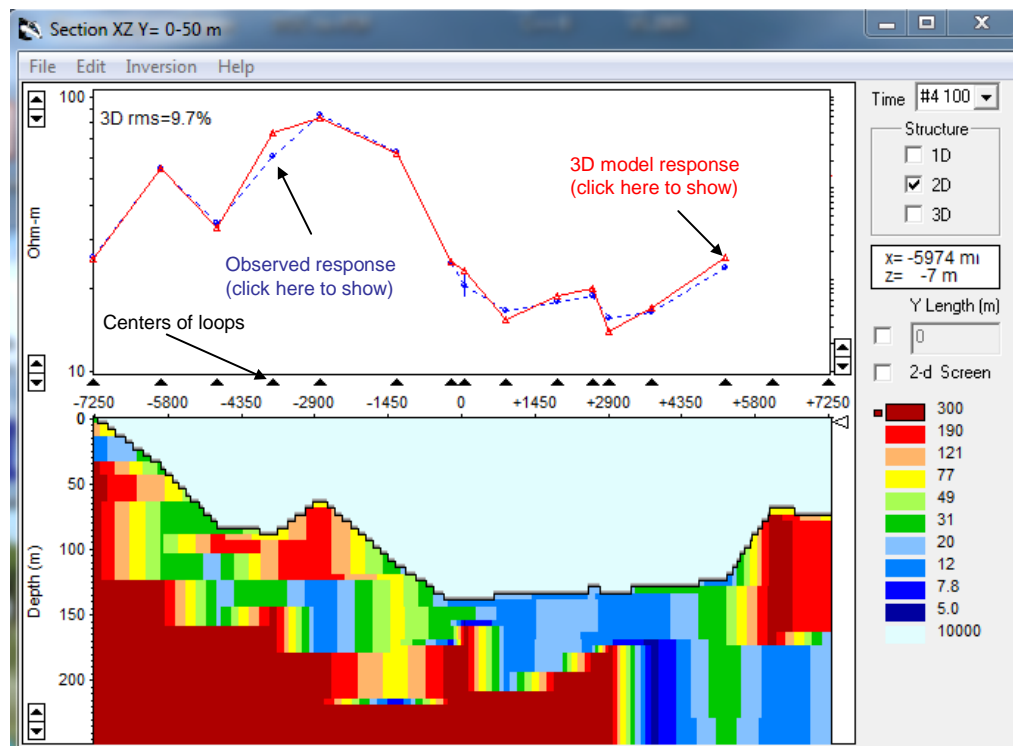 Section XZ Y= 0-50 m
File Edit Inversion Help
100
3D rms=9.7%
Ohm-m
10
3D model response
(click here to show)
Observed response
(click here to show)
Centers of loops
-7250 -5800 -4350 -2900 -1450 0 +1450 +2900 +4350 +5800 +7250
0
50
100
150
200
Depth (m)
Time #4 100
Structure
1D
2D
3D
x= -5974 m
z= -7 m
Y Length (m)
0
2-d Screen
300
190
121
77
49
31
20
12
7.8
5.0
10000